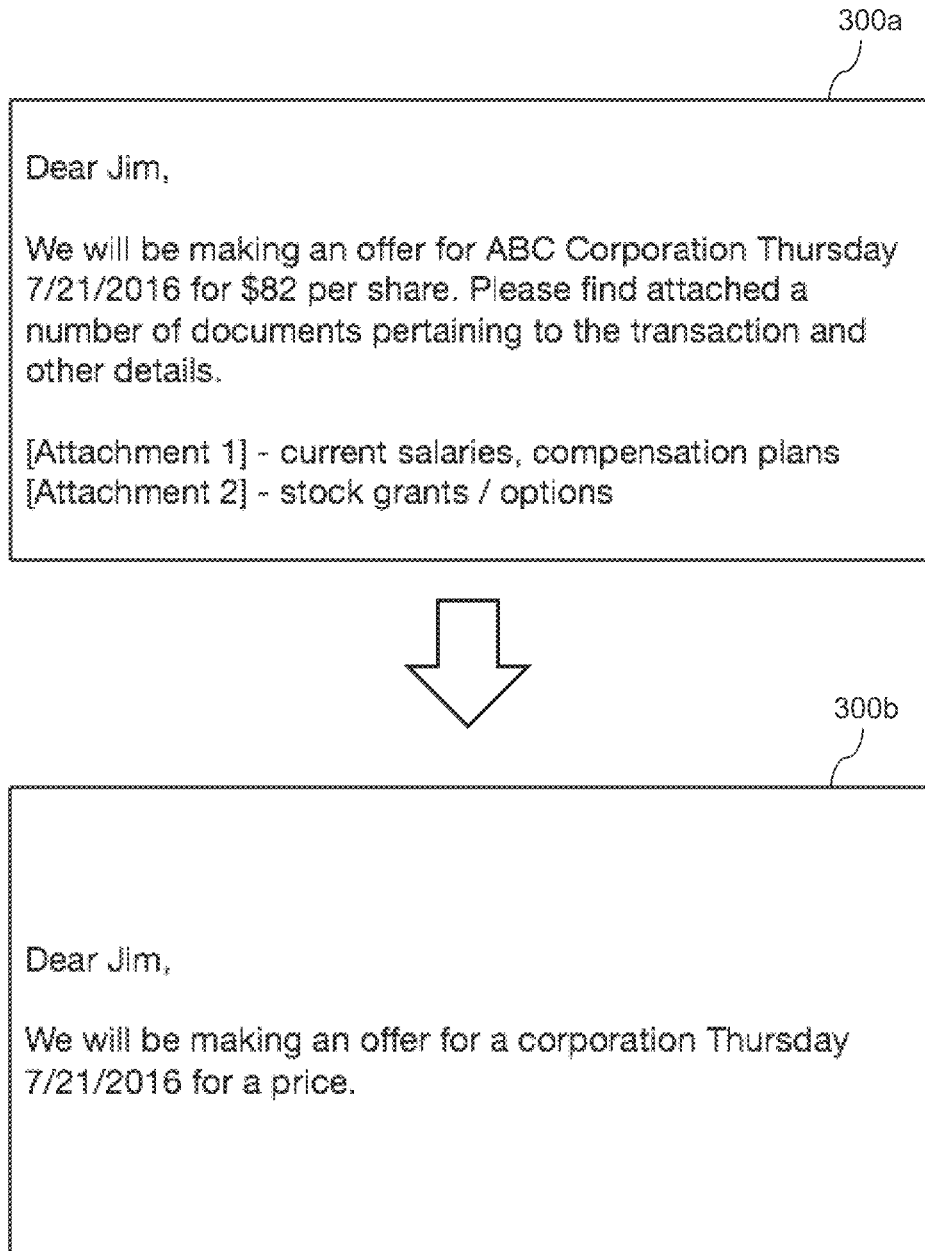 300a
Dear Jim,
We will be making an offer for ABC Corporation Thursday
7/21/2016 for $82 per share. Please find attached a
number of documents pertaining to the transaction and
other details.
[Attachment 1] - current salaries, compensation plans
[Attachment 2] - stock grants / options
300b
Dear Jim,
We will be making an offer for a corporation Thursday
7/21/2016 for a price.